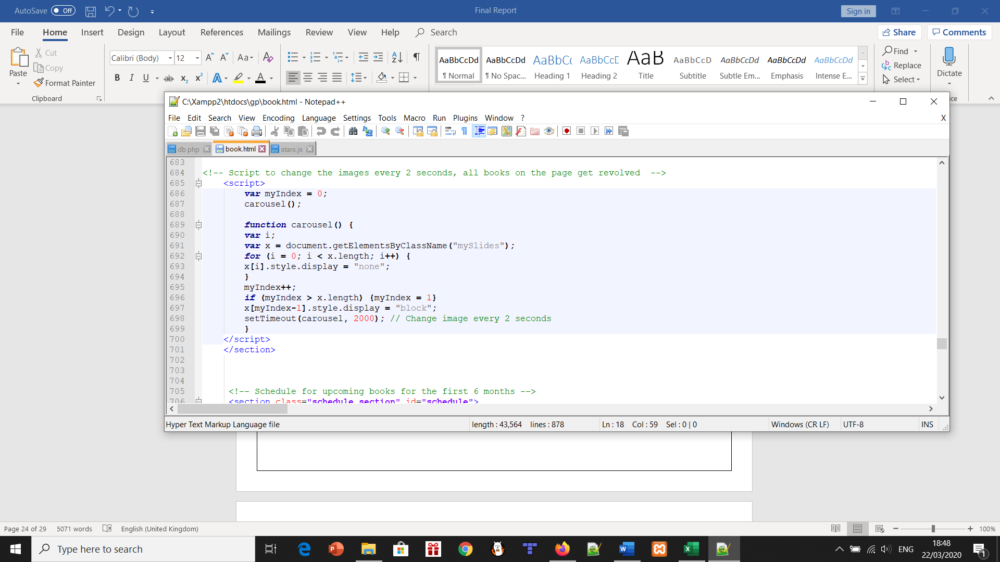 AutoSave Off
Final Report
Sign in
File Home Insert Design Layout References Mailings Review View Help Search
Share Comments
Paste
Cut
Copy
Format Painter
Clipboard
Calibri (Body) 12
AaBbCcDd AaBbCcDd AaBbCc AaBbCcD AaB AaBbCcD AaBbCcDd AaBbCcDd AaBbCcDd
¶ Normal ¶ No Spac... Heading 1 Heading 2 Title Subtitle Subtle Em... Emphasis Intense E...
Find
Replace
Select
Dictate
ice
C:\Xampp2\htdocs\gp\book.html - Notepad++
File Edit Search View Encoding Language Settings Tools Macro Run Plugins Window ? X
db.php book.html stars.js
683
684 <!-- Script to change the images every 2 seconds, all books on the page get revolved  -->
685 <script>
686 var myIndex = 0;
687 carousel();
688
689 function carousel() {
690 var i;
691 var x = document.getElementsByClassName("mySlides");
692 for (i = 0; i < x.length; i++) {
693 x[i].style.display = "none";
694 }
695 myIndex++;
696 if (myIndex > x.length) {myIndex = 1}
697 x[myIndex-1].style.display = "block";
698 setTimeout(carousel, 2000); // Change image every 2 seconds
699 }
700 </script>
701 </section>
702
703
704
705 <!-- Schedule for upcoming books for the first 6 months -->
706 <section class="schedule section" id="schedule">
Hyper Text Markup Language file length : 43,564 lines : 878 Ln : 18 Col : 59 Sel : 0 | 0 Windows (CR LF) UTF-8 INS
Page 24 of 29 5071 words English (United Kingdom) 100%
Type here to search
ENG
18:48
22/03/2020
1